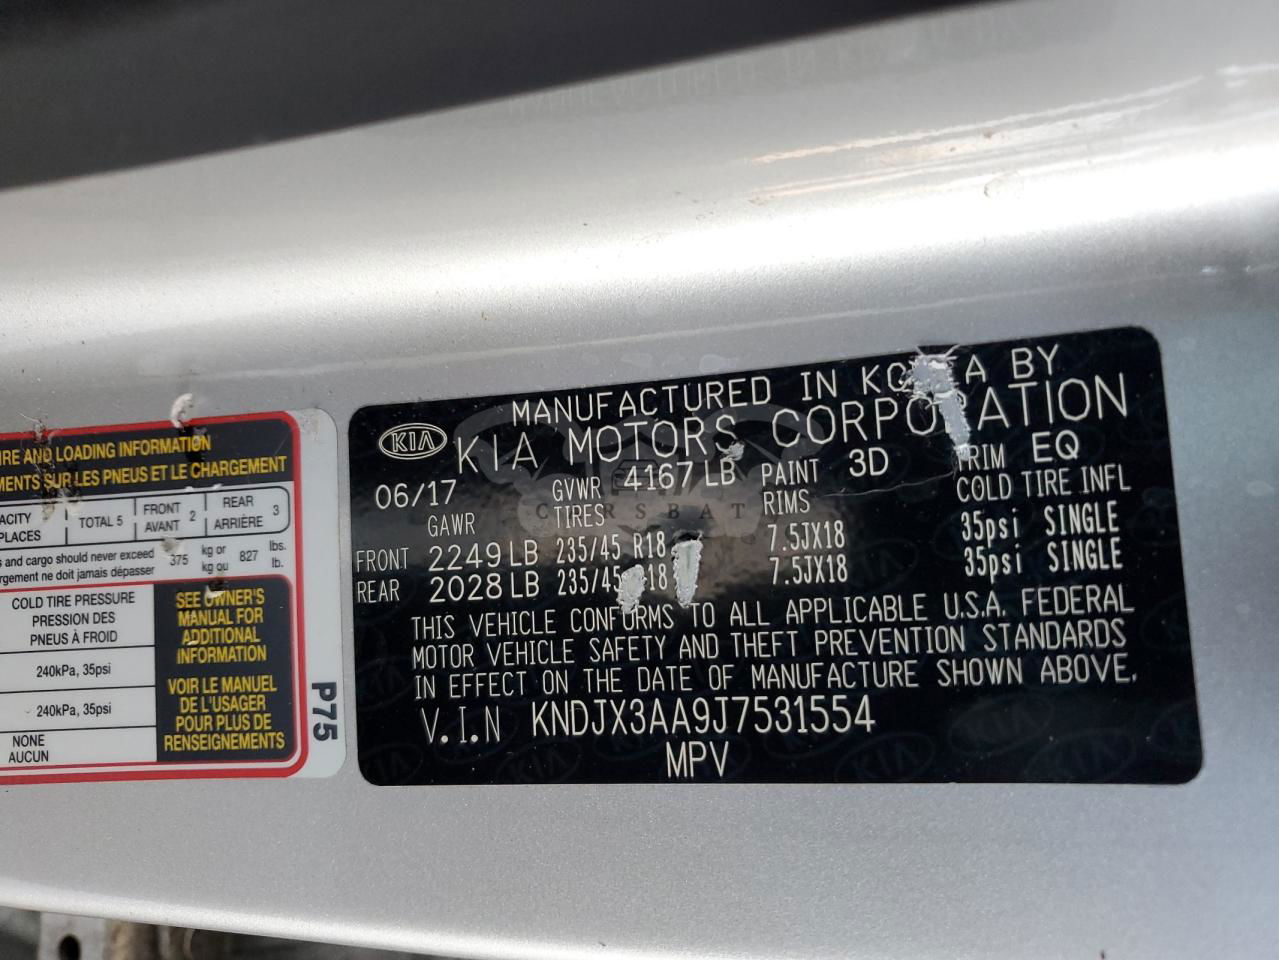 IRE AND LOADING INFORMATION
EMENTS SUR LES PNEUS ET LE CHARGEMENT
ACITY
PLACES
TOTAL 5
FRONT
AVANT 2
REAR
ARRIÈRE 3
s and cargo should never exceed 375 kg or 827 lbs.
rgement ne doit jamais dépasser kg ou lb.
COLD TIRE PRESSURE
PRESSION DES
PNEUS À FROID
240kPa, 35psi
240kPa, 35psi
NONE
AUCUN
SEE OWNER'S
MANUAL FOR
ADDITIONAL
INFORMATION
VOIR LE MANUEL
DE L'USAGER
POUR PLUS DE
RENSEIGNEMENTS
P75
MANUFACTURED IN KOREA BY
KIA KIA MOTORS CORPORATION
06/17 GVWR 4167 LB PAINT 3D TRIM EQ
GAWR TIRES RIMS COLD TIRE INFL
FRONT 2249 LB 235/45 R18 7.5JX18 35psi SINGLE
REAR 2028 LB 235/45 R18 7.5JX18 35psi SINGLE
THIS VEHICLE CONFORMS TO ALL APPLICABLE U.S.A. FEDERAL
MOTOR VEHICLE SAFETY AND THEFT PREVENTION STANDARDS
IN EFFECT ON THE DATE OF MANUFACTURE SHOWN ABOVE.
V.I.N KNDJX3AA9J7531554
MPV